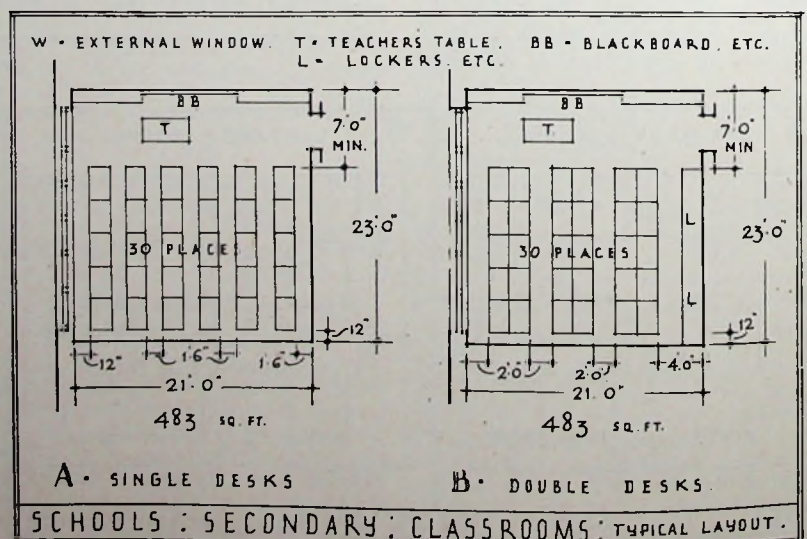 W - EXTERNAL WINDOW. T = TEACHERS TABLE. BB - BLACKBOARD, ETC.
L - LOCKERS. ETC.
BB
T
7'.0"
MIN.
23'.0"
30 PLACES
12"
12"
1'.6"
1'.6"
21'.0"
483 SQ. FT.
A - SINGLE DESKS
BB
T
7'.0"
MIN
23'.0"
L
30 PLACES
L
12"
2'.0"
2'.0"
4'.0"
21'.0"
483 SQ. FT.
B - DOUBLE DESKS.
SCHOOLS : SECONDARY : CLASSROOMS : TYPICAL LAYOUT.